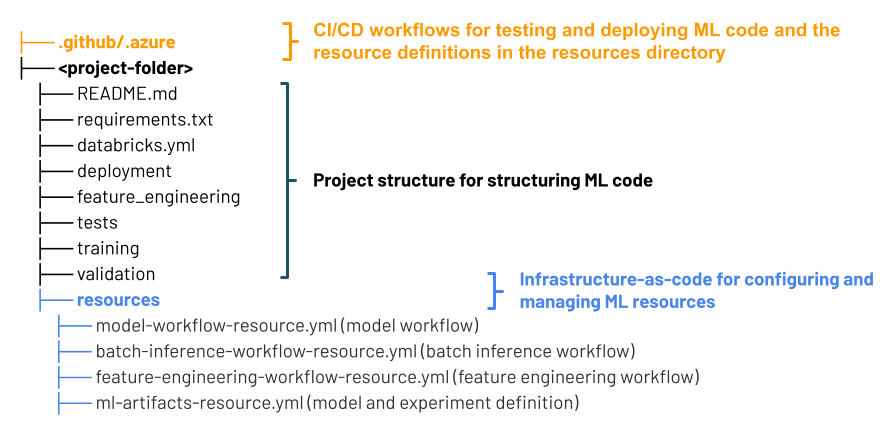 CI/CD workflows for testing and deploying ML code and the
.github/.azure
resource definitions in the resources directory
<project-folder>
README.md
requirements.txt
databricks.yml
deployment
Project structure for structuring ML code
feature_engineering
tests
training
validation
Infrastructure-as-code for configuring and
resources
managing ML resources
model-workflow-resource.yml (model workflow)
batch-inference-workflow-resource.yml (batch inference workflow)
feature-engineering-workflow-resource.yml (feature engineering workflow)
ml-artifacts-resource.yml (model and experiment definition)